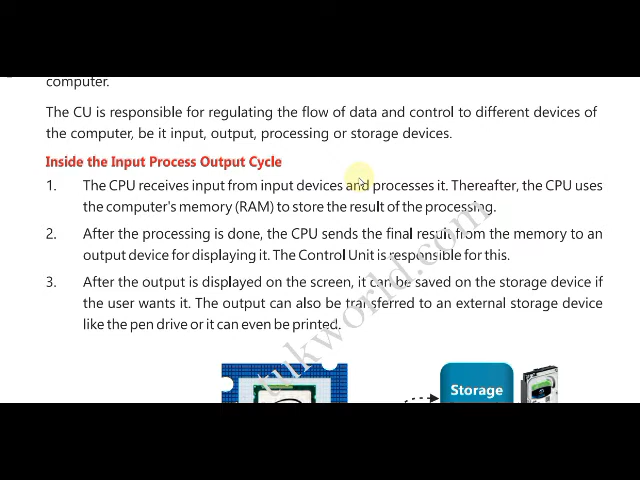 computer.
The CU is responsible for regulating the flow of data and control to different devices of
the computer, be it input, output, processing or storage devices.
Inside the Input Process Output Cycle
1. The CPU receives input from input devices and processes it. Thereafter, the CPU uses
the computer's memory (RAM) to store the result of the processing.
2. After the processing is done, the CPU sends the final result from the memory to an
output device for displaying it. The Control Unit is responsible for this.
3. After the output is displayed on the screen, it can be saved on the storage device if
the user wants it. The output can also be transferred to an external storage device
like the pen drive or it can even be printed.
tukworld.com
Storage